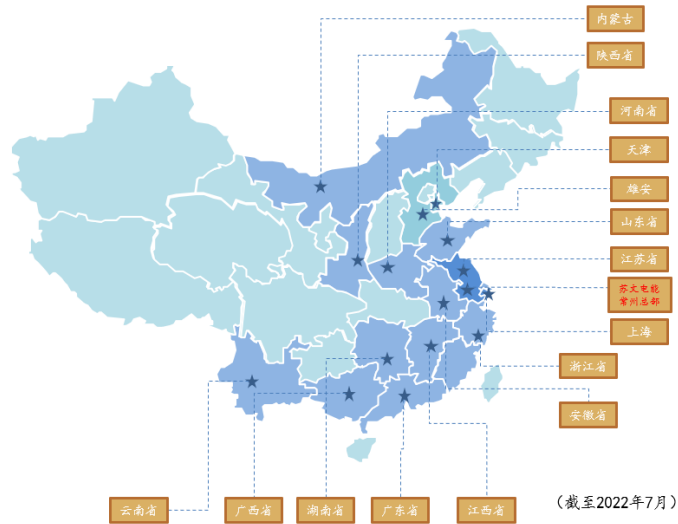 内蒙古
陕西省
河南省
天津
雄安
山东省
江苏省
苏文电能
常州总部
上海
浙江省
安徽省
云南省
广西省
湖南省
广东省
江西省
（截至2022年7月）